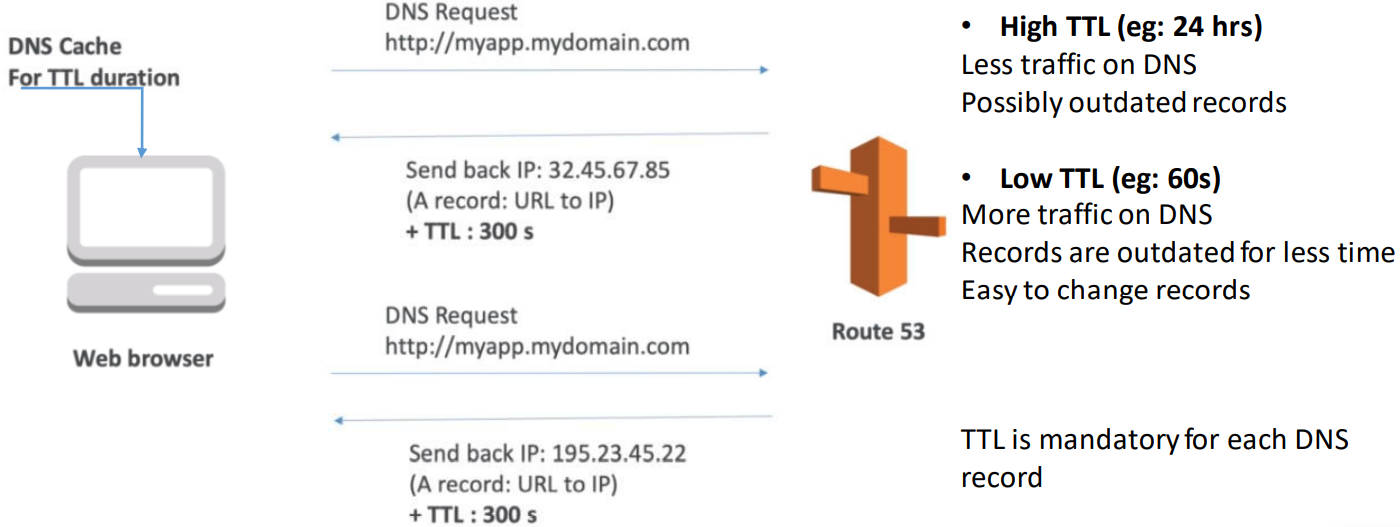 DNS Cache
For TTL duration
Web browser
DNS Request
http://myapp.mydomain.com
Send back IP: 32.45.67.85
(A record: URL to IP)
+ TTL : 300 s
DNS Request
http://myapp.mydomain.com
Send back IP: 195.23.45.22
(A record: URL to IP)
+ TTL : 300 s
Route 53
• High TTL (eg: 24 hrs)
Less traffic on DNS
Possibly outdated records
• Low TTL (eg: 60s)
More traffic on DNS
Records are outdated for less time
Easy to change records
TTL is mandatory for each DNS
record